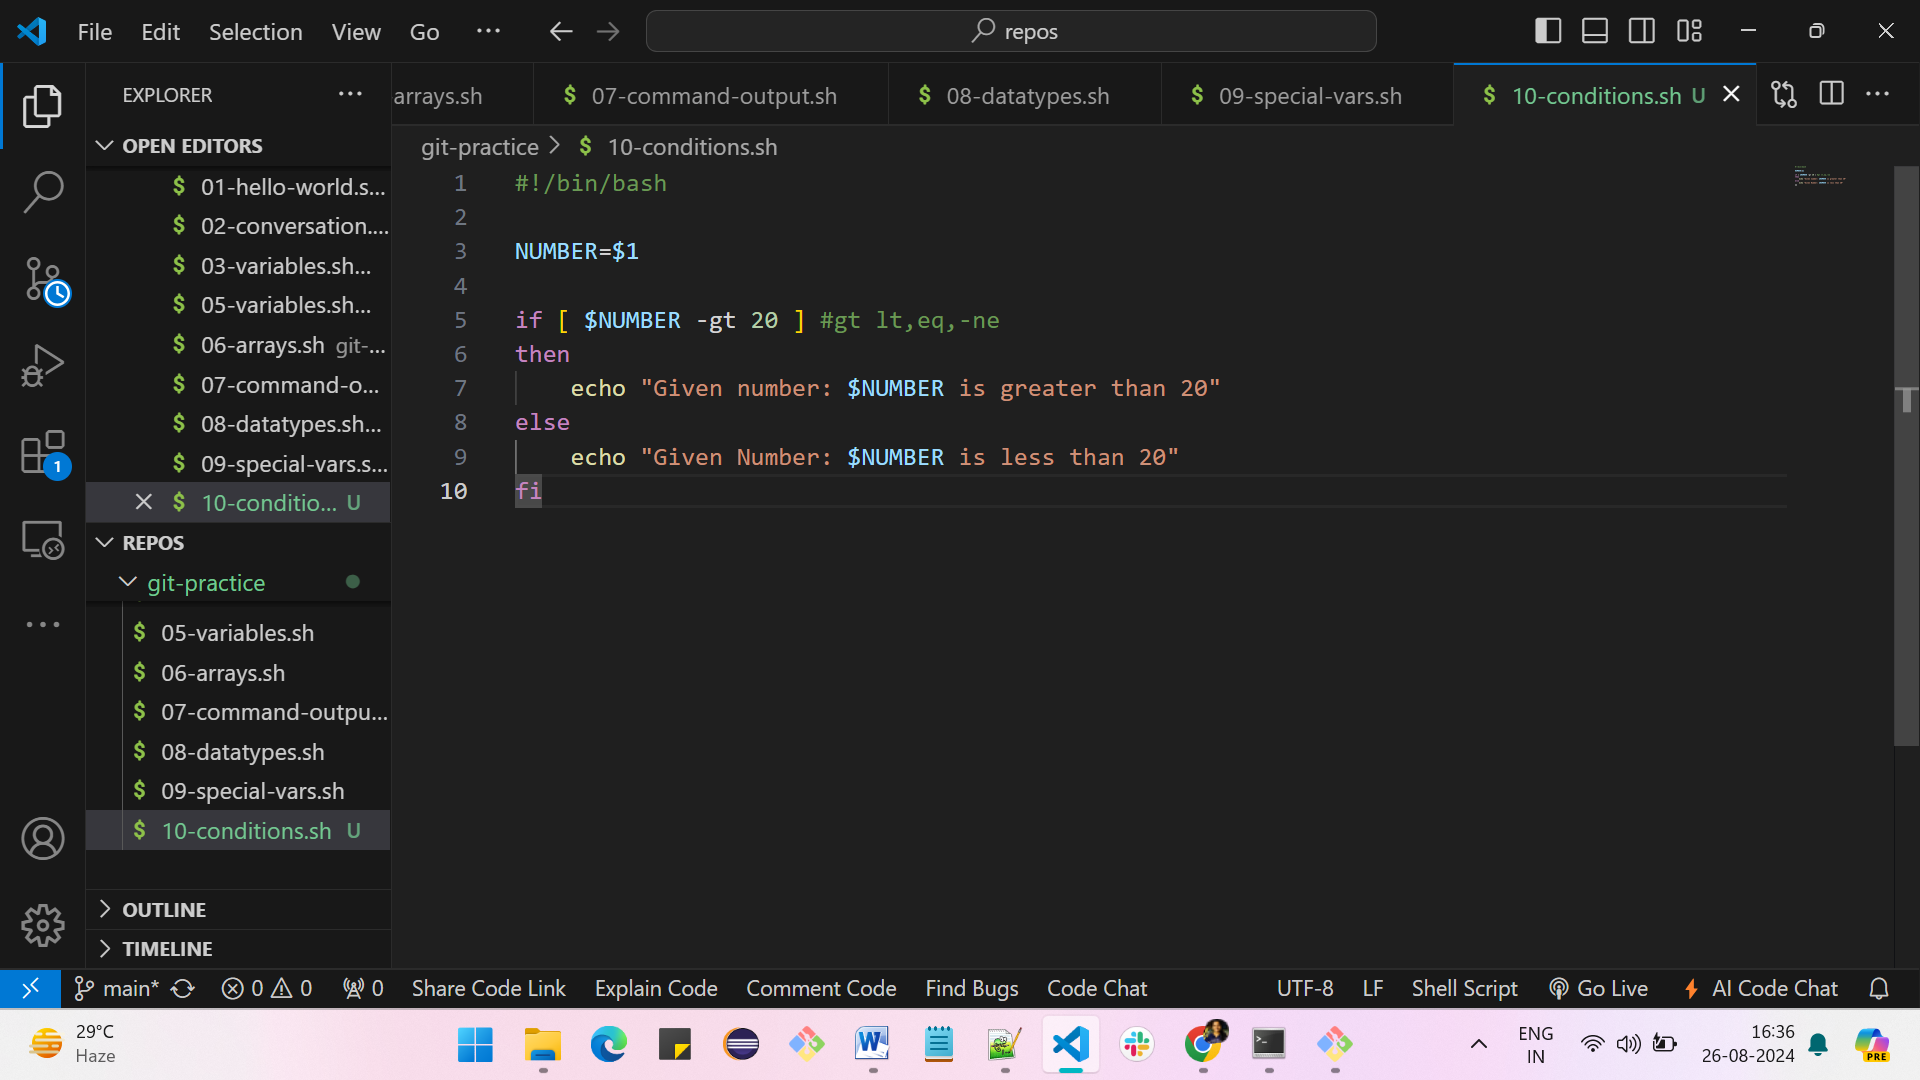 File Edit Selection View Go ... repos
EXPLORER ...
arrays.sh $ 07-command-output.sh $ 08-datatypes.sh $ 09-special-vars.sh $ 10-conditions.sh U
OPEN EDITORS
$ 01-hello-world.s...
$ 02-conversation....
$ 03-variables.sh...
$ 05-variables.sh...
$ 06-arrays.sh git-...
$ 07-command-o...
$ 08-datatypes.sh...
$ 09-special-vars.s...
$ 10-conditio... U
REPOS
git-practice
$ 05-variables.sh
$ 06-arrays.sh
$ 07-command-outpu...
$ 08-datatypes.sh
$ 09-special-vars.sh
$ 10-conditions.sh U
OUTLINE
TIMELINE
1
git-practice > $ 10-conditions.sh
1 #!/bin/bash
2
3 NUMBER=$1
4
5 if [ $NUMBER -gt 20 ] #gt lt,eq,-ne
6 then
7     echo "Given number: $NUMBER is greater than 20"
8 else
9     echo "Given Number: $NUMBER is less than 20"
10 fi
main* 0 0 0 Share Code Link Explain Code Comment Code Find Bugs Code Chat UTF-8 LF Shell Script Go Live AI Code Chat
29°C
Haze
ENG
IN
16:36
26-08-2024
PRE